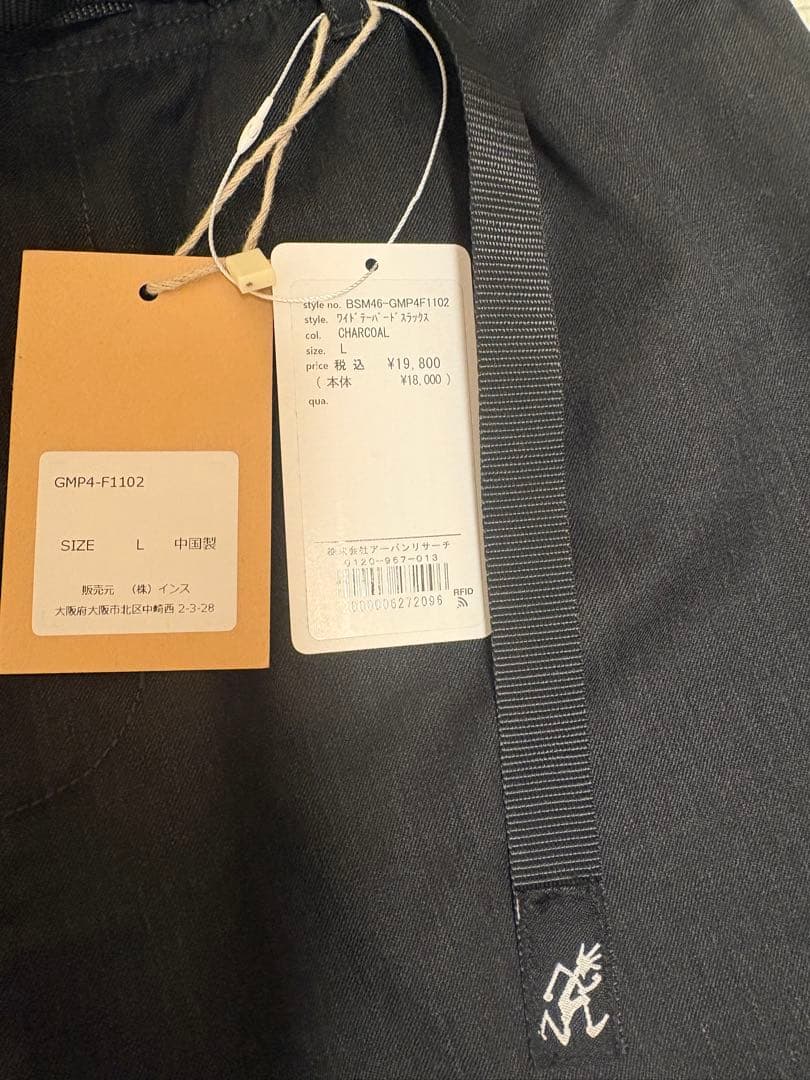 GMP4-F1102
SIZE L 中国製
販売元 (株)インス
大阪府大阪市北区中崎西 2-3-28
style no. BSM46-GMP4F1102
style. ワイドテーパードスラックス
col. CHARCOAL
size. L
price 税込 ¥19,800
(本体 ¥18,000)
qua.
株式会社アーバンリサーチ
0120-967-013
RFID
2000006272096